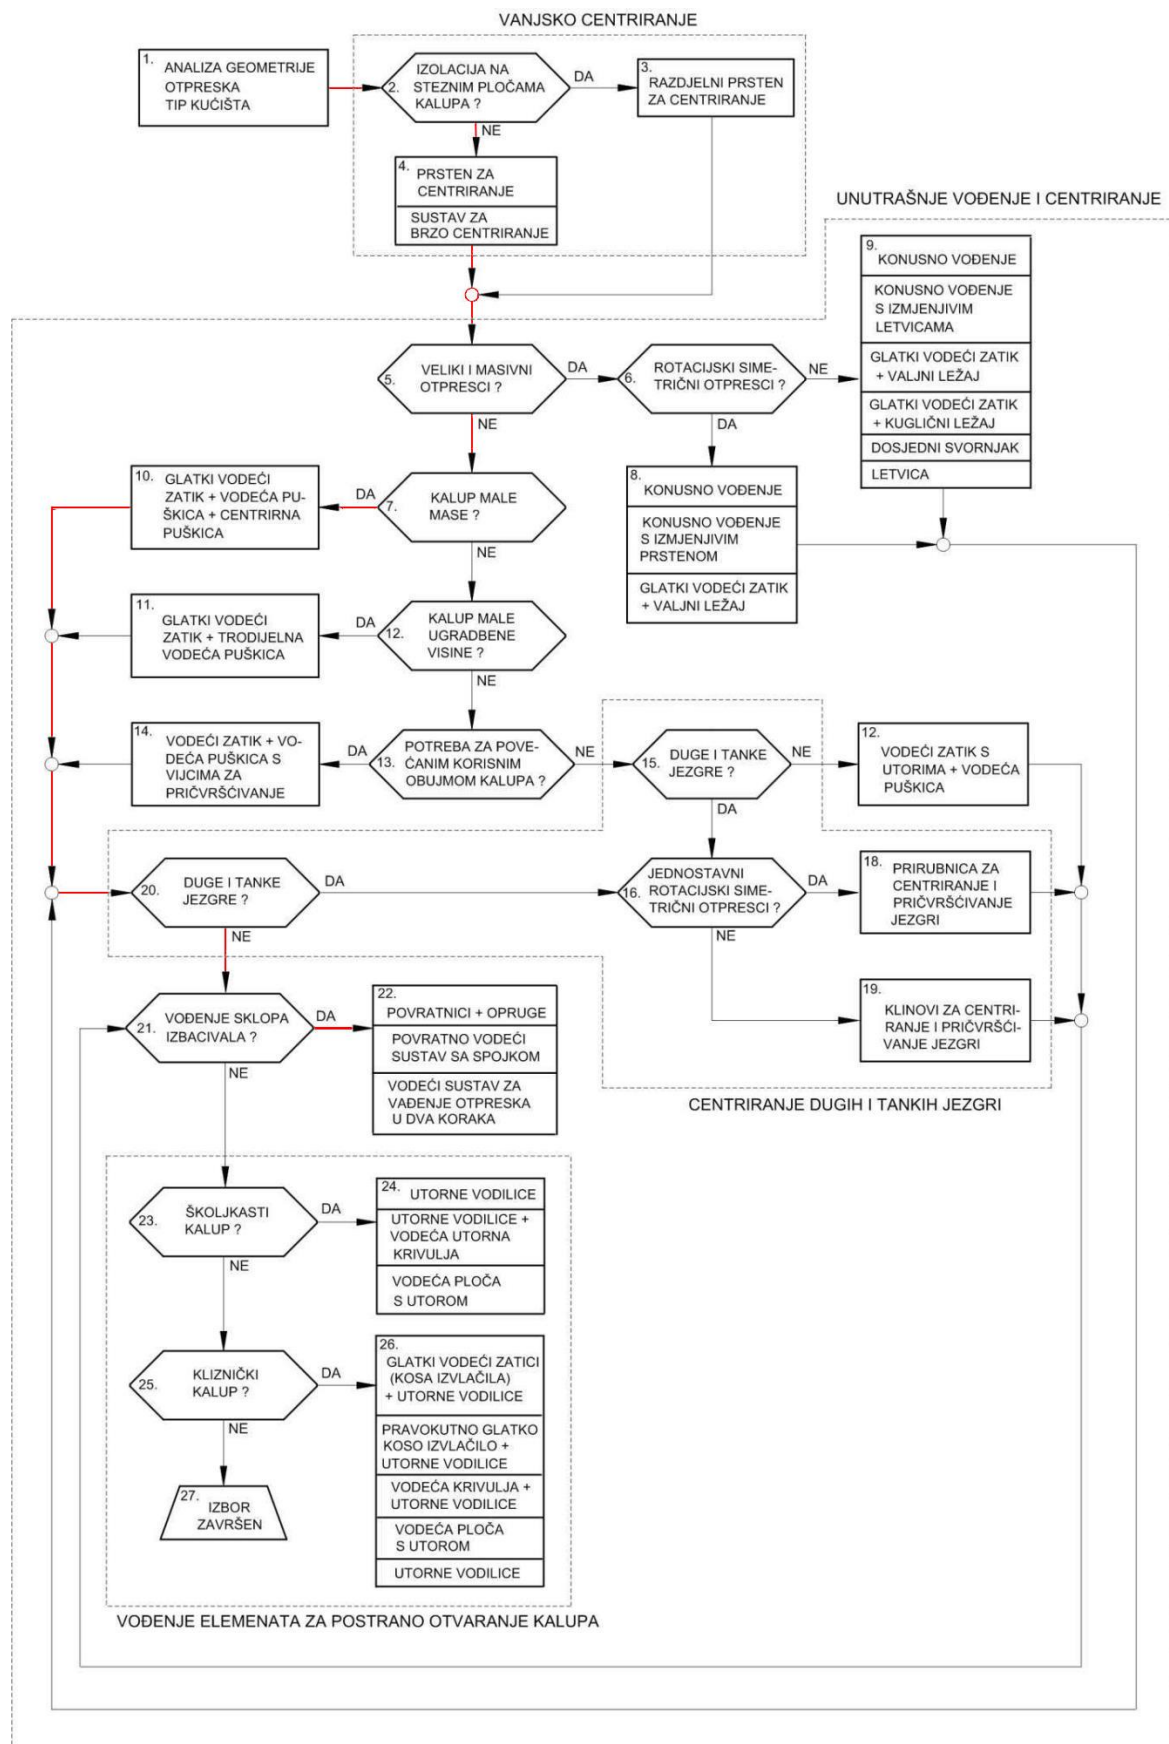 VANJSKO CENTRIRANJE
1.
ANALIZA GEOMETRIJE
OTPRESKA
TIP KUĆIŠTA
2.
IZOLACIJA NA
STEZNIM PLOČAMA
KALUPA ?
DA
NE
3.
RAZDJELNI PRSTEN
ZA CENTRIRANJE
4.
PRSTEN ZA
CENTRIRANJE
SUSTAV ZA
BRZO CENTRIRANJE
UNUTRAŠNJE VOĐENJE I CENTRIRANJE
5.
VELIKI I MASIVNI
OTPRESCI ?
DA
NE
6.
ROTACIJSKI SIME-
TRIČNI OTPRESCI ?
NE
DA
9.
KONUSNO VOĐENJE
KONUSNO VOĐENJE
S IZMJENJIVIM
LETVICAMA
GLATKI VODEĆI ZATIK
+ VALJNI LEŽAJ
GLATKI VODEĆI ZATIK
+ KUGLIČNI LEŽAJ
DOSJEDNI SVORNJAK
LETVICA
8.
KONUSNO VOĐENJE
KONUSNO VOĐENJE
S IZMJENJIVIM
PRSTENOM
GLATKI VODEĆI ZATIK
+ VALJNI LEŽAJ
7.
KALUP MALE
MASE ?
DA
NE
10.
GLATKI VODEĆI
ZATIK + VODEĆA PU-
ŠKICA + CENTRIRNA
PUŠKICA
12.
KALUP MALE
UGRADBENE
VISINE ?
DA
NE
11.
GLATKI VODEĆI
ZATIK + TRODIJELNA
VODEĆA PUŠKICA
13.
POTREBA ZA POVE-
ĆANIM KORISNIM
OBUJMOM KALUPA ?
DA
NE
14.
VODEĆI ZATIK + VO-
DEĆA PUŠKICA S
VIJCIMA ZA
PRIČVRŠĆIVANJE
15.
DUGE I TANKE
JEZGRE ?
NE
DA
12.
VODEĆI ZATIK S
UTORIMA + VODEĆA
PUŠKICA
20.
DUGE I TANKE
JEZGRE ?
DA
NE
16.
JEDNOSTAVNI
ROTACIJSKI SIME-
TRIČNI OTPRESCI ?
DA
NE
18.
PRIRUBNICA ZA
CENTRIRANJE I
PRIČVRŠĆIVANJE
JEZGRI
19.
KLINOVI ZA CENTRI-
RANJE I PRIČVRŠĆI-
VANJE JEZGRI
CENTRIRANJE DUGIH I TANKIH JEZGRI
21.
VOĐENJE SKLOPA
IZBACIVALA ?
DA
NE
22.
POVRATNICI + OPRUGE
POVRATNO VODEĆI
SUSTAV SA SPOJKOM
VODEĆI SUSTAV ZA
VAĐENJE OTPRESKA
U DVA KORAKA
23.
ŠKOLJKASTI
KALUP ?
DA
NE
24.
UTORNE VODILICE
UTORNE VODILICE +
VODEĆA UTORNA
KRIVULJA
VODEĆA PLOČA
S UTOROM
25.
KLIZNIČKI
KALUP ?
DA
NE
26.
GLATKI VODEĆI ZATICI
(KOSA IZVLAČILA)
+ UTORNE VODILICE
PRAVOKUTNO GLATKO
KOSO IZVLAČILO +
UTORNE VODILICE
VODEĆA KRIVULJA +
UTORNE VODILICE
VODEĆA PLOČA
S UTOROM
UTORNE VODILICE
27.
IZBOR
ZAVRŠEN
VOĐENJE ELEMENATA ZA POSTRANO OTVARANJE KALUPA